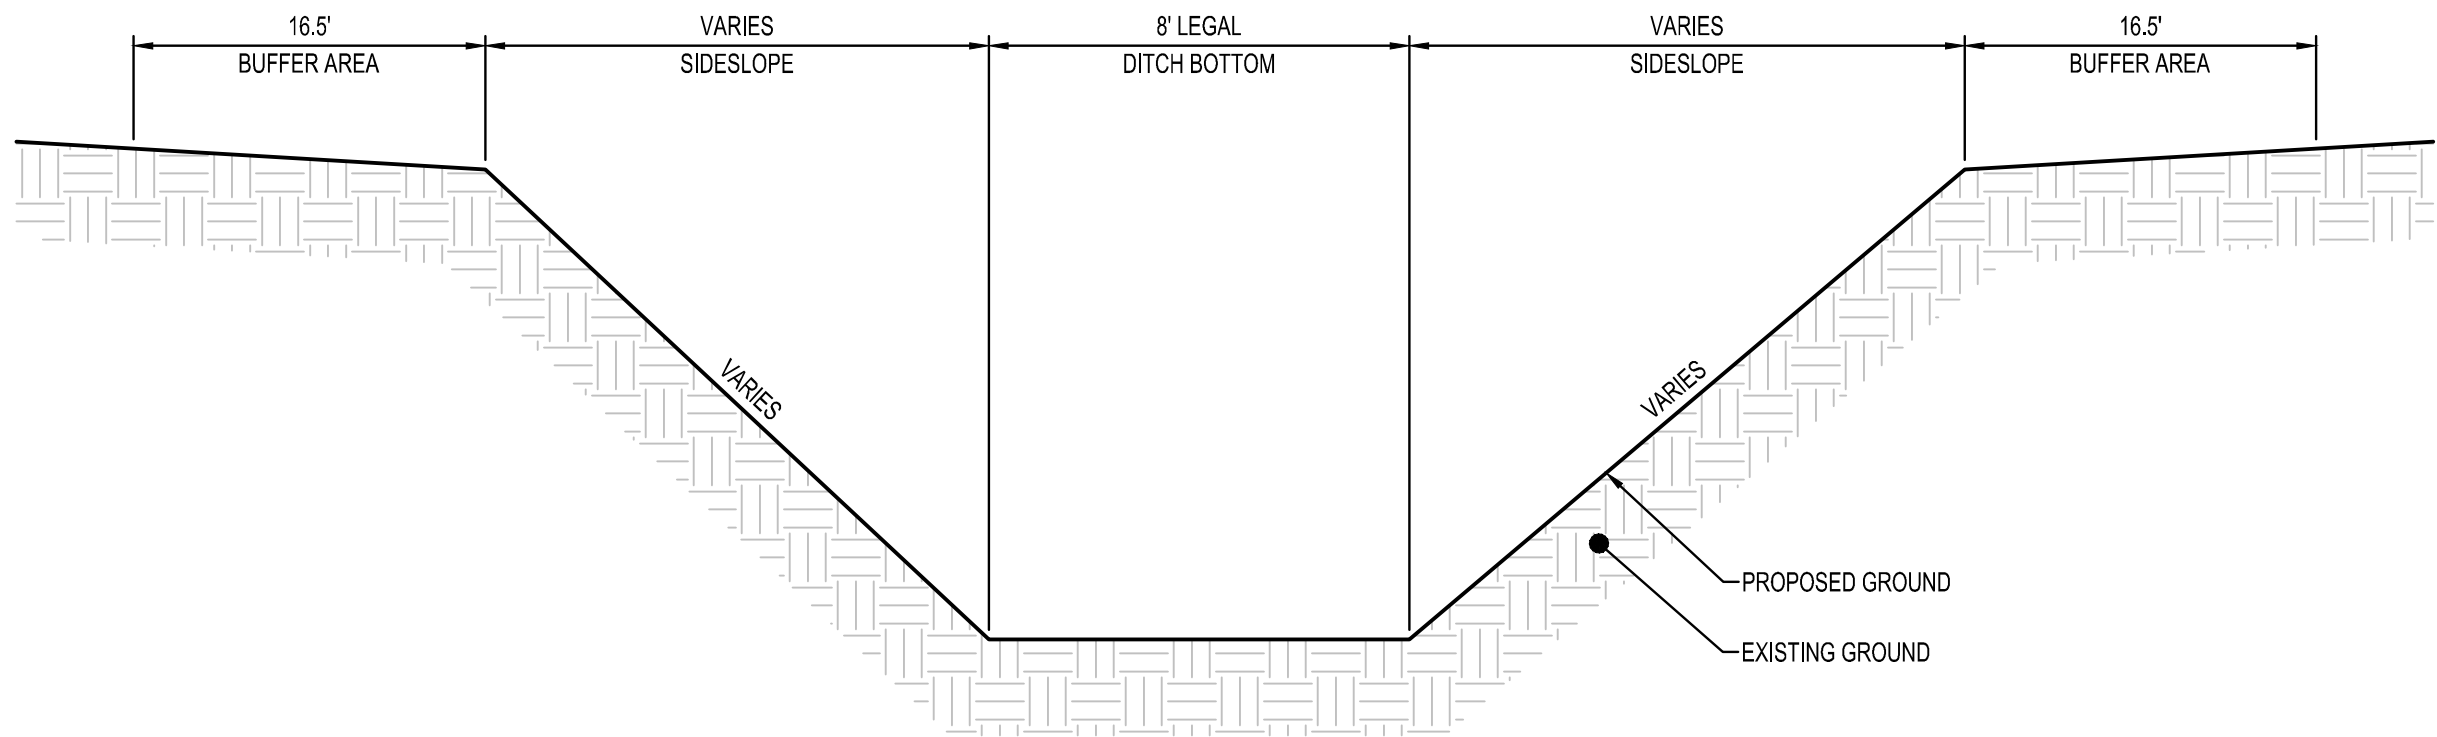 16.5'
BUFFER AREA
VARIES
SIDESLOPE
8' LEGAL
DITCH BOTTOM
VARIES
SIDESLOPE
16.5'
BUFFER AREA
VARIES
VARIES
PROPOSED GROUND
EXISTING GROUND